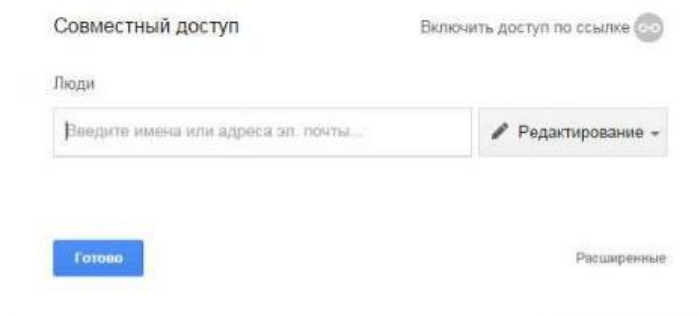 Совместный доступ
Включить доступ по ссылке
Люди
Введите имена или адреса эл. почты...
Редактирование
Готово
Расширенные